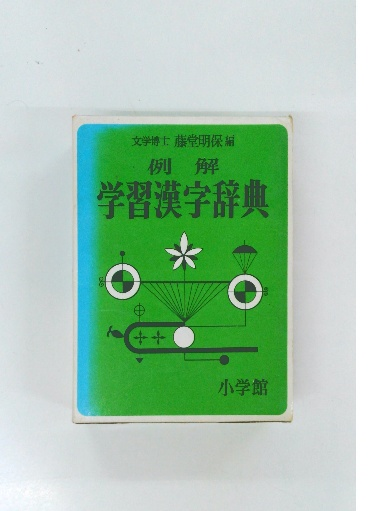 文学博士 藤堂明保 編
例解
学習漢字辞典
小学館